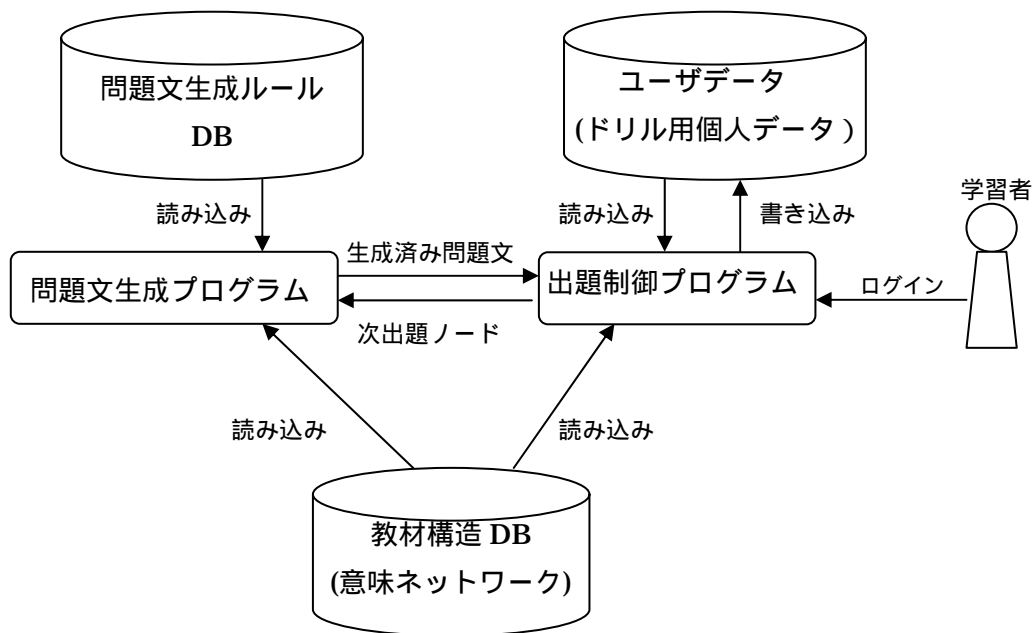 問題文生成ルール
DB
ユーザデータ
(ドリル用個人データ)
学習者
読み込み
読み込み
書き込み
生成済み問題文
問題文生成プログラム
出題制御プログラム
ログイン
次出題ノード
読み込み
読み込み
教材構造 DB
(意味ネットワーク)